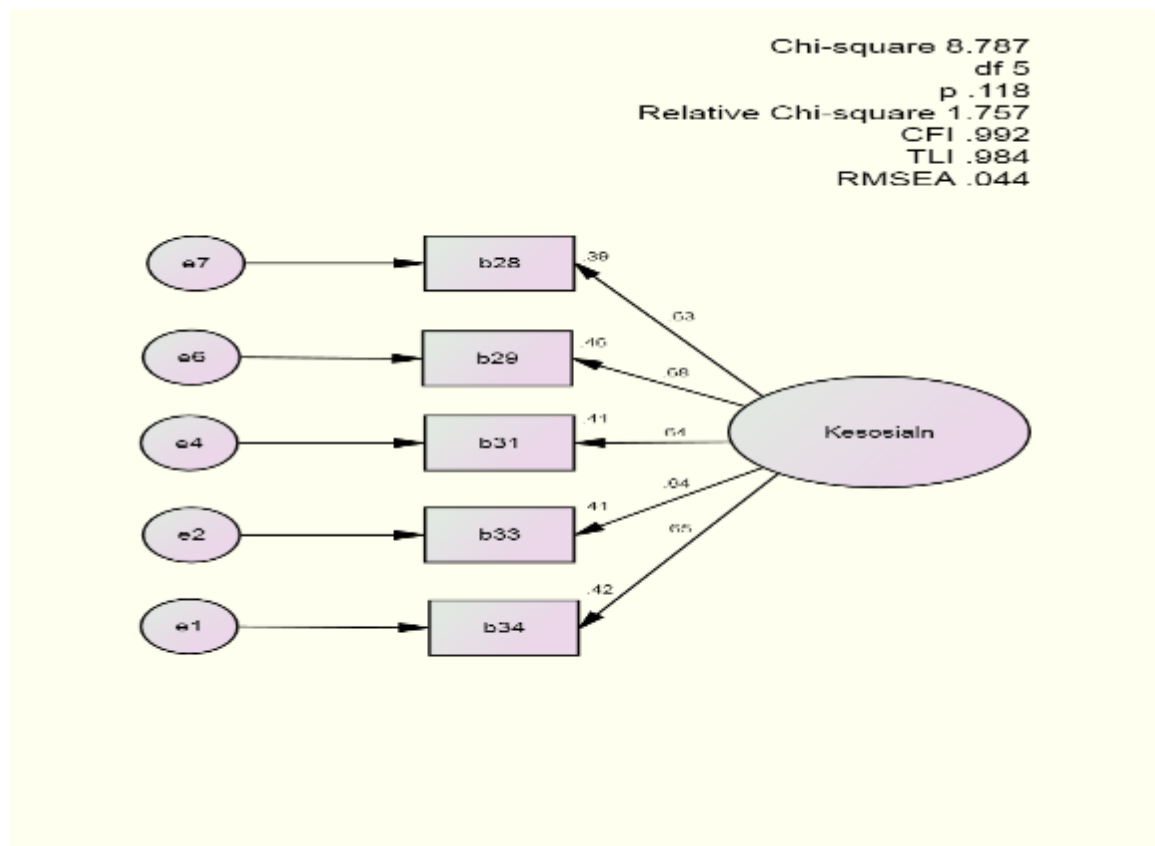 Chi-square 8.787
df 5
p .118
Relative Chi-square 1.757
CFI .992
TLI .984
RMSEA .044
e7
b28
.39
.63
e6
b29
.46
.68
e4
b31
.41
.64
Kesosialn
e2
b33
.41
.64
e1
b34
.42
.65